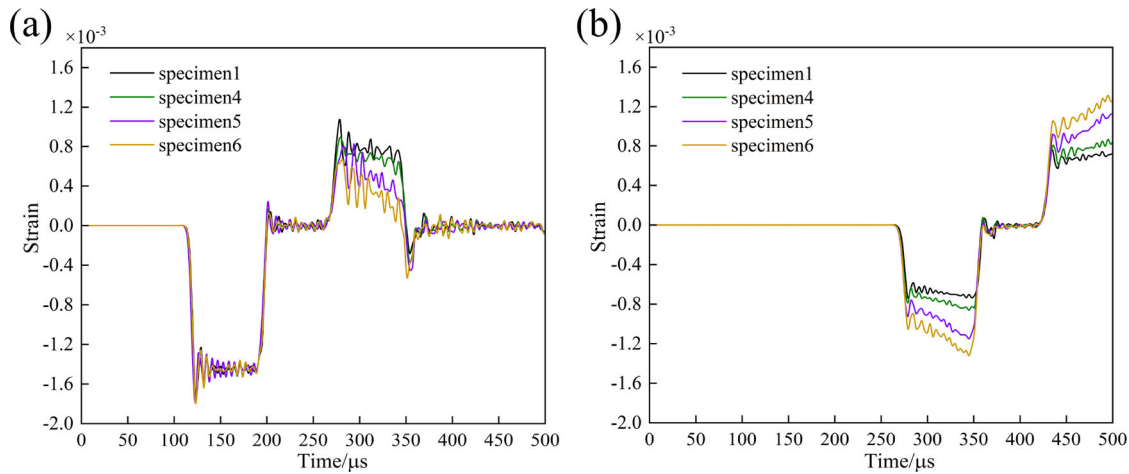 (a)
×10⁻³
1.6
1.2
0.8
0.4
0.0
-0.4
-0.8
-1.2
-1.6
-2.0
Strain
specimen1
specimen4
specimen5
specimen6
0 50 100 150 200 250 300 350 400 450 500
Time/μs
(b)
×10⁻³
1.6
1.2
0.8
0.4
0.0
-0.4
-0.8
-1.2
-1.6
-2.0
Strain
specimen1
specimen4
specimen5
specimen6
0 50 100 150 200 250 300 350 400 450 500
Time/μs